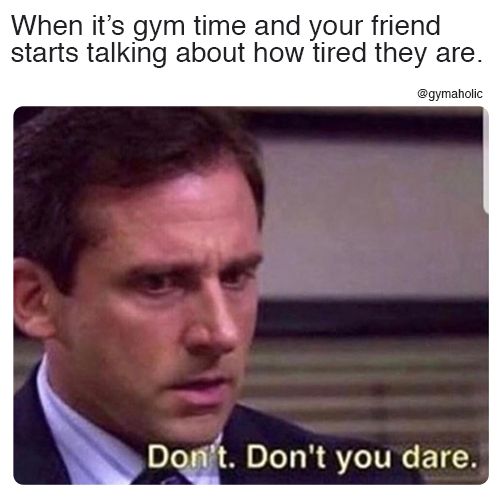 When it’s gym time and your friend
starts talking about how tired they are.
@gymaholic
Don't. Don't you dare.